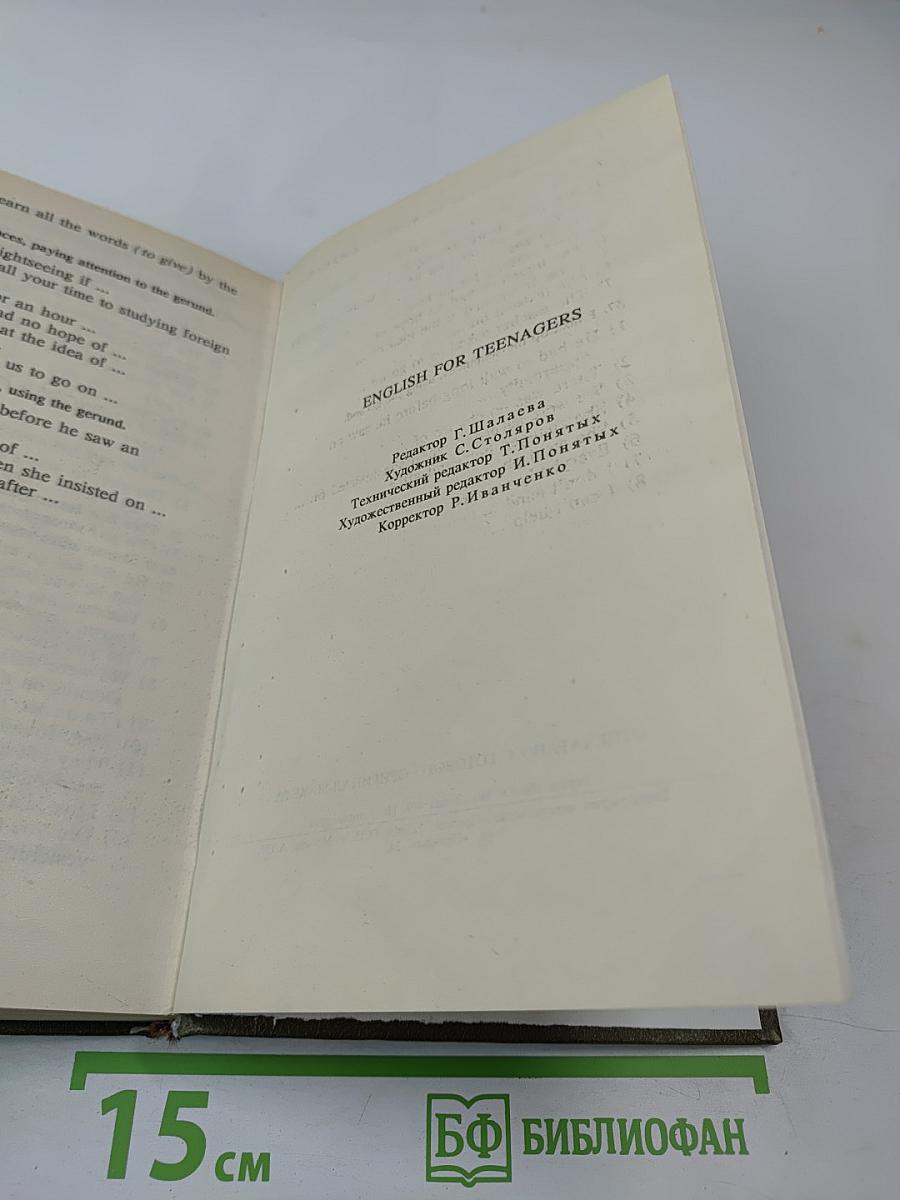 earn all the words (to give) by the
ces, paying attention to the gerund.
ightseeing if ...
all your time to studying foreign
or an hour ...
ad no hope of ...
at the idea of ...
us to go on ...
, using the gerund.
before he saw an
of ...
en she insisted on ...
after ...
ENGLISH FOR TEENAGERS
Редактор Г. Шалаева
Художник С. Столяров
Технический редактор Т. Понятых
Художественный редактор И. Понятых
Корректор Р. Иванченко
15 см
БФ БИБЛИОФАН